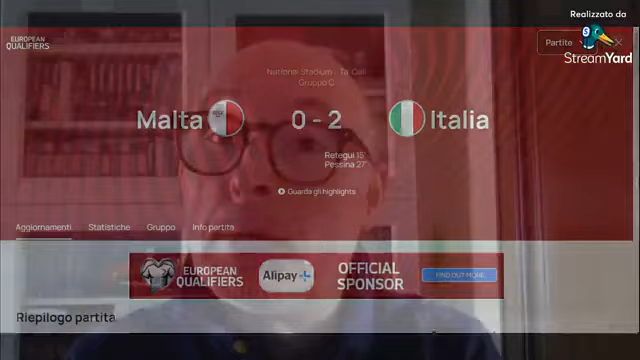 Realizzato da
StreamYard
EUROPEAN
QUALIFIERS
Partite
National Stadium - Ta' Qali
Gruppo C
Malta 0 - 2 Italia
Retegui 15'
Pessina 27'
Guarda gli highlights
Aggiornamenti Statistiche Gruppo Info partita
EUROPEAN
QUALIFIERS
Alipay+
OFFICIAL
SPONSOR
FIND OUT MORE
Riepilogo partita